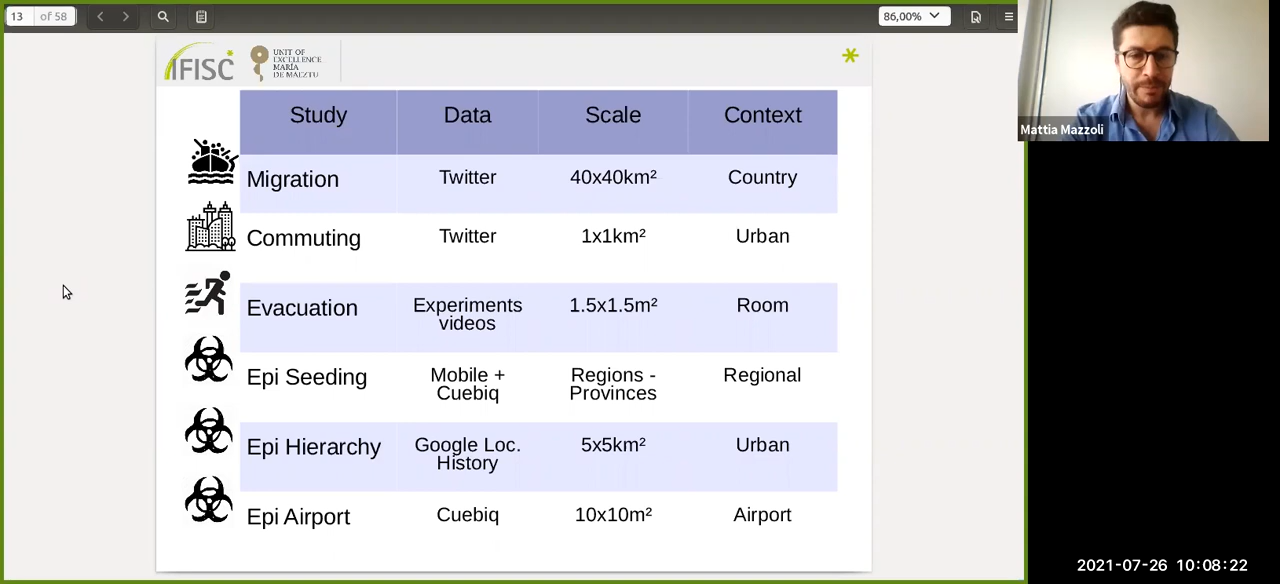 13 of 58
86,00%
Mattia Mazzoli
IFISC
UNIT OF
EXCELLENCE
MARÍA
DE MAEZTU
Study Data Scale Context
Migration Twitter 40x40km² Country
Commuting Twitter 1x1km² Urban
Evacuation Experiments videos 1.5x1.5m² Room
Epi Seeding Mobile + Cuebiq Regions - Provinces Regional
Epi Hierarchy Google Loc. History 5x5km² Urban
Epi Airport Cuebiq 10x10m² Airport
2021-07-26 10:08:22